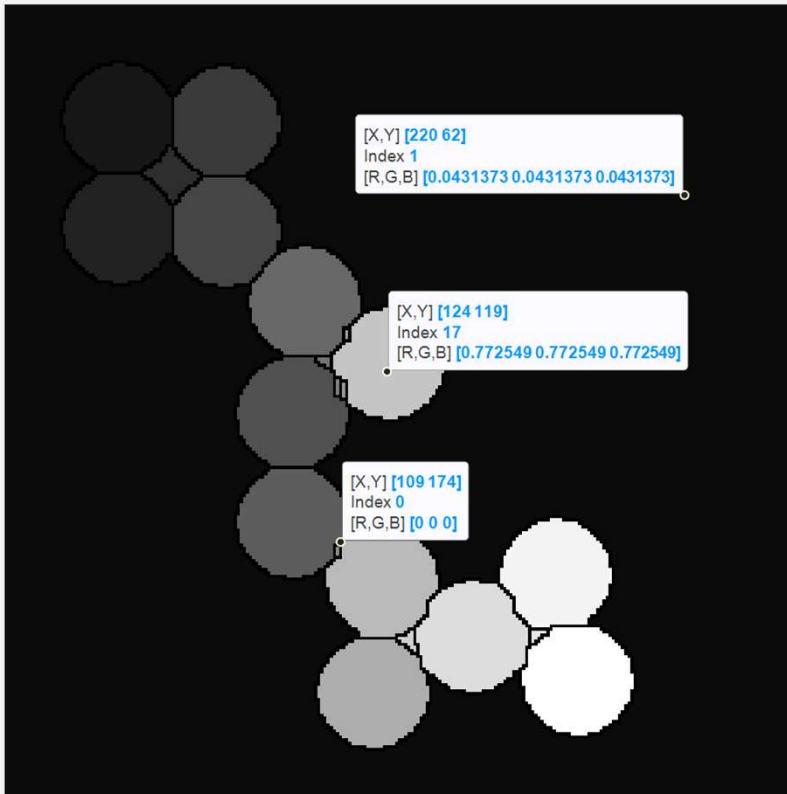 [X,Y] [220 62]
Index 1
[R,G,B] [0.0431373 0.0431373 0.0431373]
[X,Y] [124 119]
Index 17
[R,G,B] [0.772549 0.772549 0.772549]
[X,Y] [109 174]
Index 0
[R,G,B] [0 0 0]